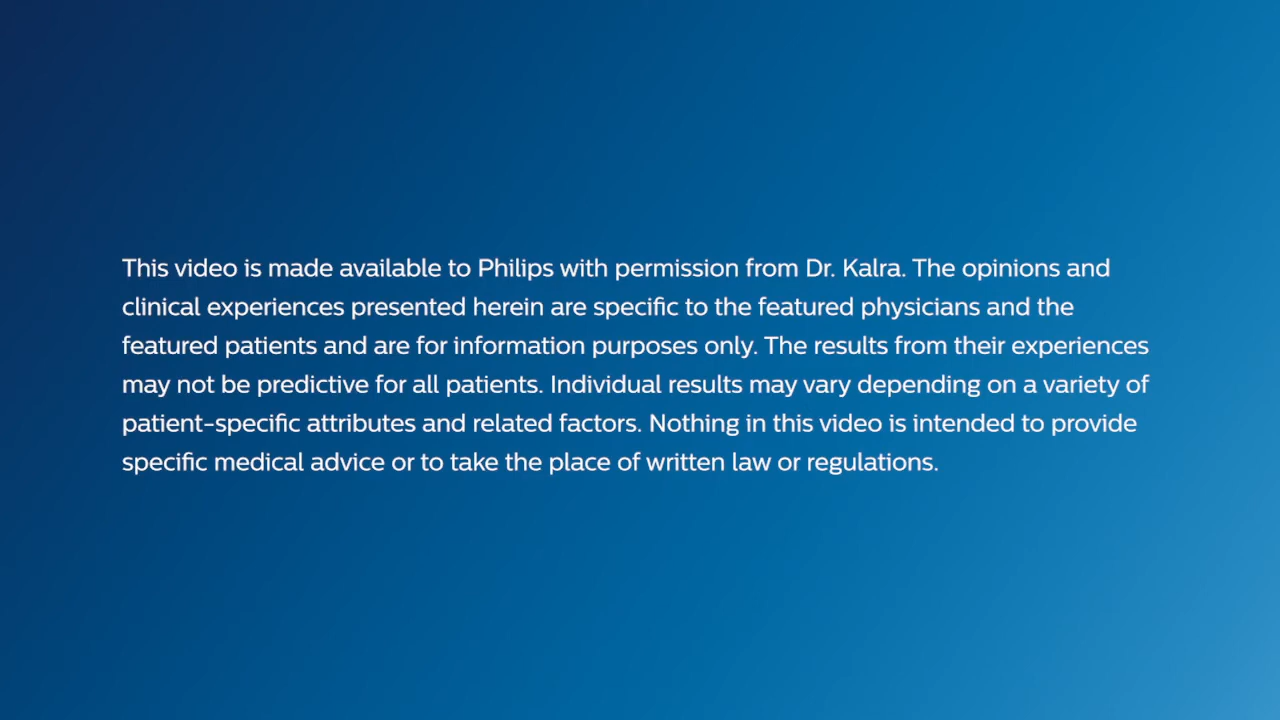 This video is made available to Philips with permission from Dr. Kalra. The opinions and
clinical experiences presented herein are specific to the featured physicians and the
featured patients and are for information purposes only. The results from their experiences
may not be predictive for all patients. Individual results may vary depending on a variety of
patient-specific attributes and related factors. Nothing in this video is intended to provide
specific medical advice or to take the place of written law or regulations.